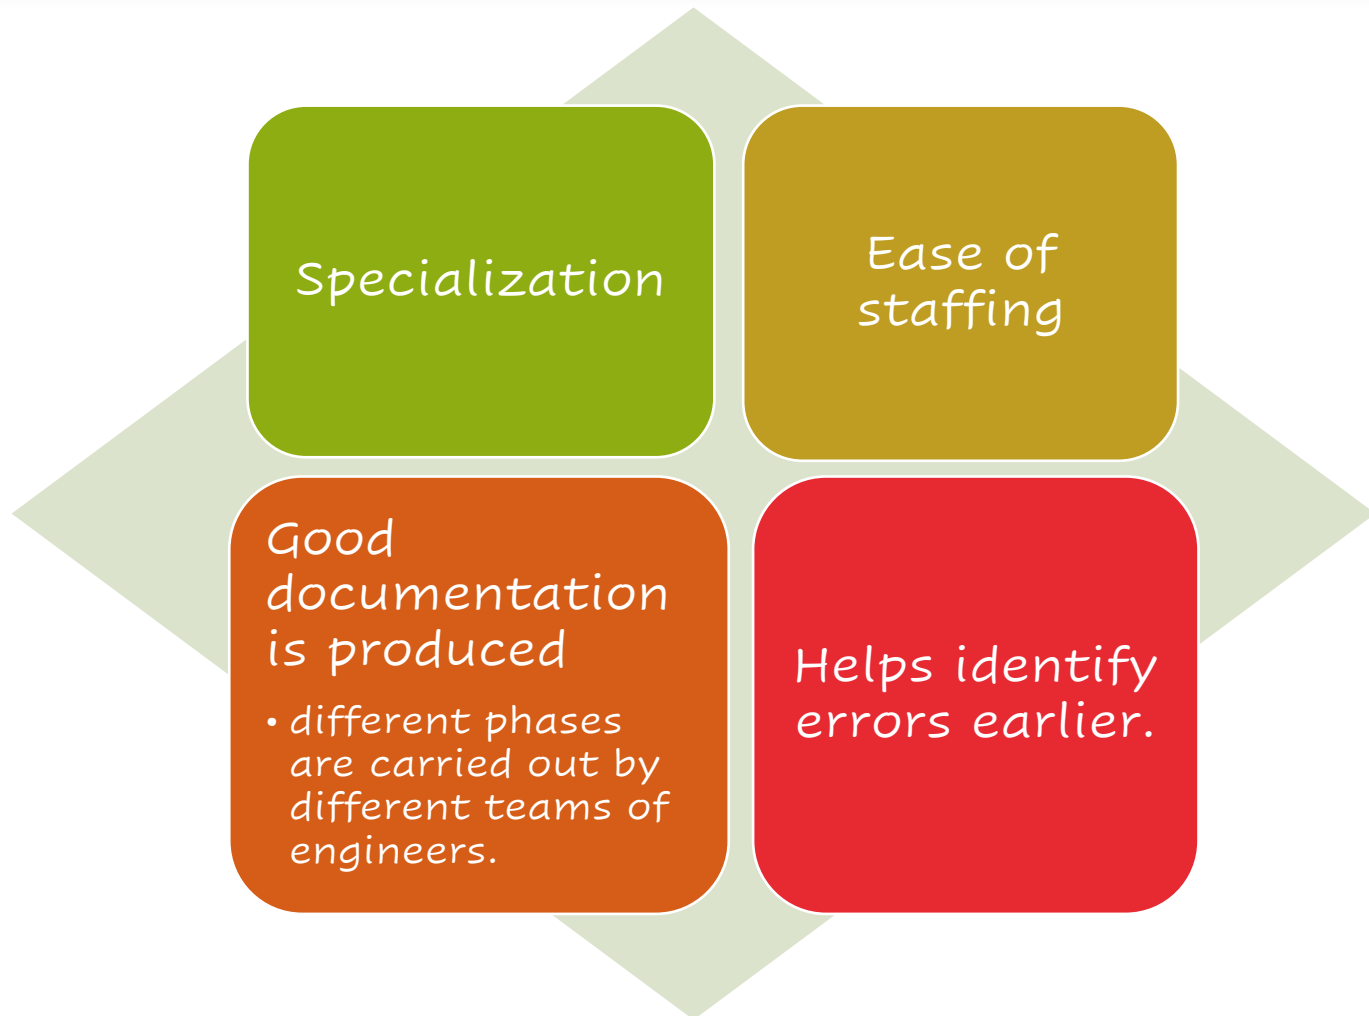 Specialization
Ease of
staffing
Good
documentation
is produced
• different phases
are carried out by
different teams of
engineers.
Helps identify
errors earlier.